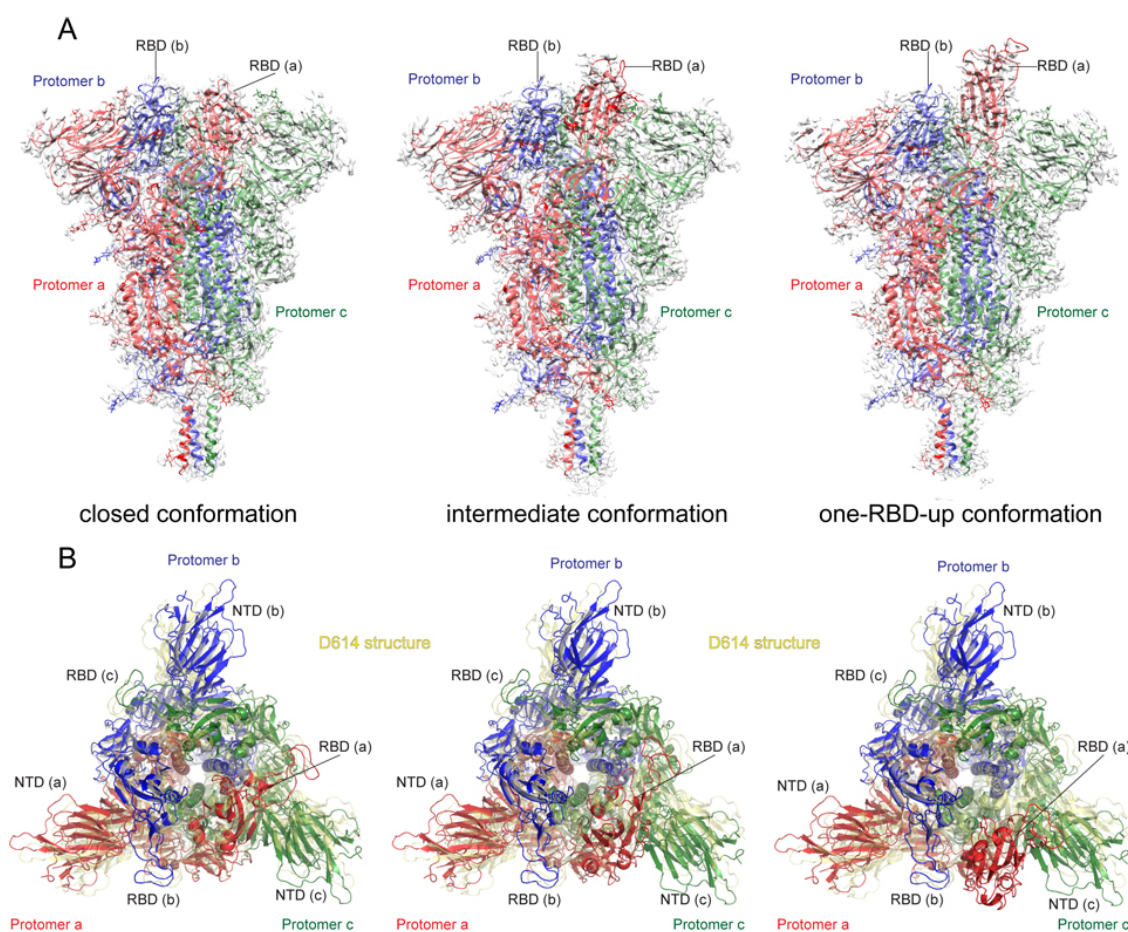 A
RBD (b)
RBD (a)
Protomer b
Protomer a
Protomer c
RBD (b)
RBD (a)
Protomer b
Protomer a
Protomer c
RBD (b)
RBD (a)
Protomer b
Protomer a
Protomer c
closed conformation
intermediate conformation
one-RBD-up conformation
B
Protomer b
NTD (b)
D614 structure
RBD (c)
RBD (a)
NTD (a)
RBD (b)
NTD (c)
Protomer a
Protomer c
Protomer b
NTD (b)
D614 structure
RBD (c)
RBD (a)
NTD (a)
RBD (b)
NTD (c)
Protomer a
Protomer c
Protomer b
NTD (b)
RBD (c)
RBD (a)
NTD (a)
RBD (b)
NTD (c)
Protomer a
Protomer c